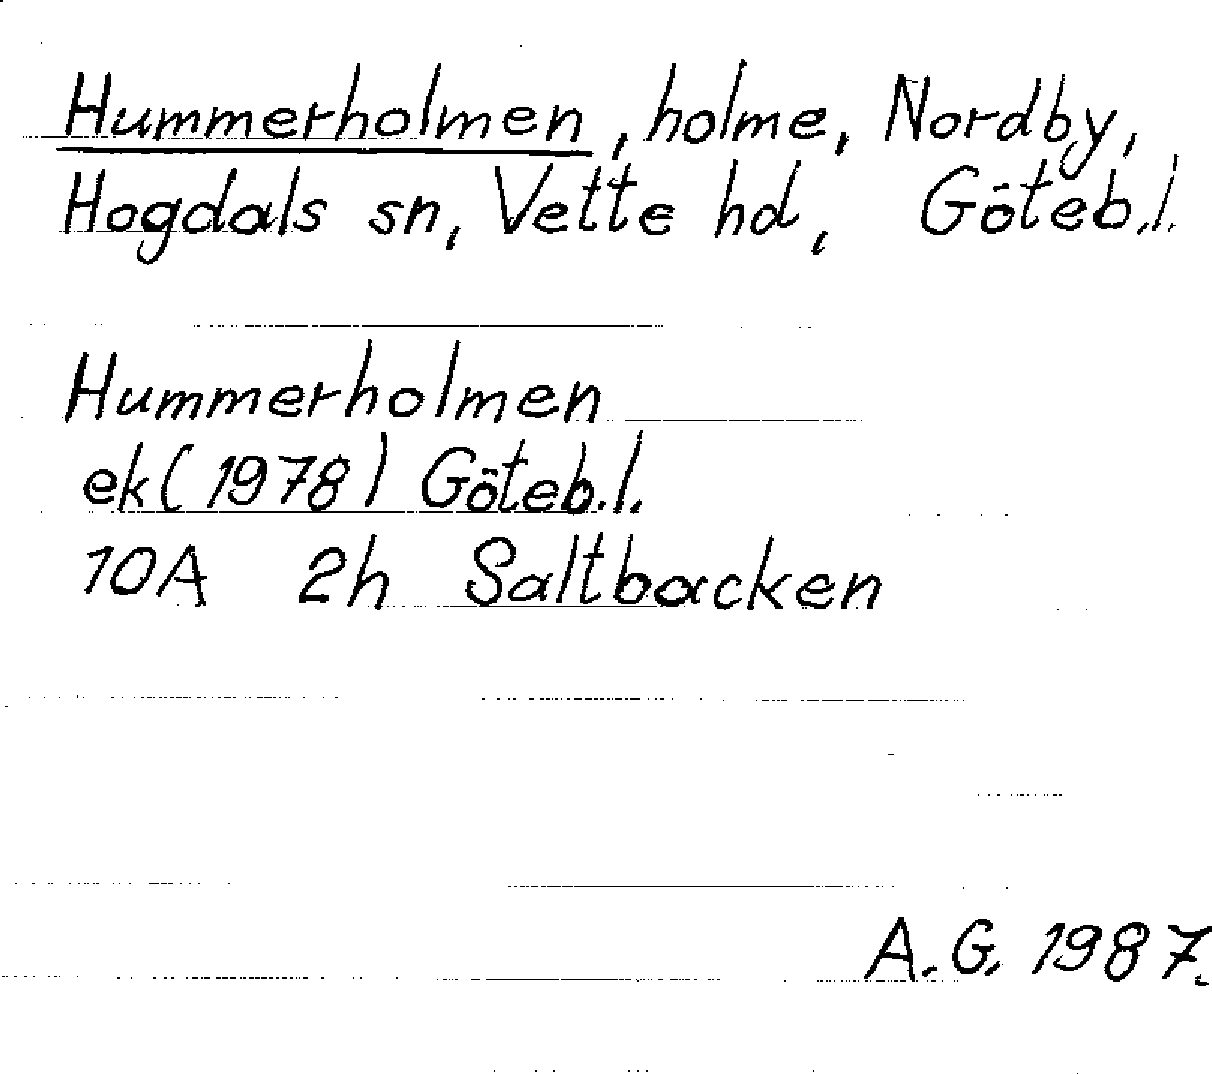 Hummerholmen, holme, Nordby,
Hogdals sn, Vette hd, Göteb.l.
Hummerholmen
ek(1978) Göteb.l.
10A 2h Saltbacken
A.G. 1987.